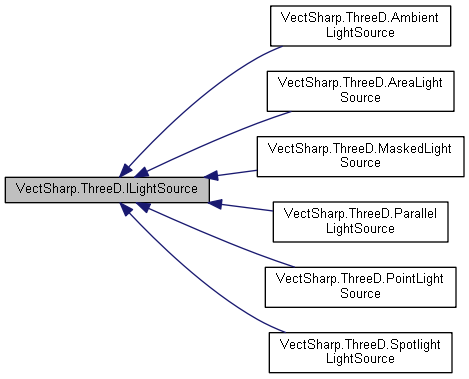 VectSharp.ThreeD.Ambient
LightSource
VectSharp.ThreeD.AreaLight
Source
VectSharp.ThreeD.MaskedLight
Source
VectSharp.ThreeD.ILightSource
VectSharp.ThreeD.Parallel
LightSource
VectSharp.ThreeD.PointLight
Source
VectSharp.ThreeD.Spotlight
LightSource